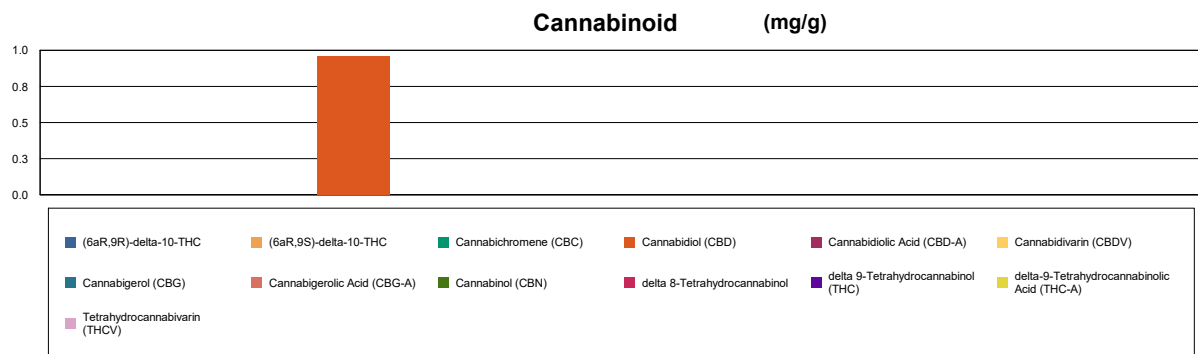 Cannabinoid (mg/g)
1.0
0.8
0.5
0.3
0.0
(6aR,9R)-delta-10-THC
(6aR,9S)-delta-10-THC
Cannabichromene (CBC)
Cannabidiol (CBD)
Cannabidiolic Acid (CBD-A)
Cannabidivarin (CBDV)
Cannabigerol (CBG)
Cannabigerolic Acid (CBG-A)
Cannabinol (CBN)
delta 8-Tetrahydrocannabinol
delta 9-Tetrahydrocannabinol
(THC)
delta-9-Tetrahydrocannabinolic
Acid (THC-A)
Tetrahydrocannabivarin
(THCV)